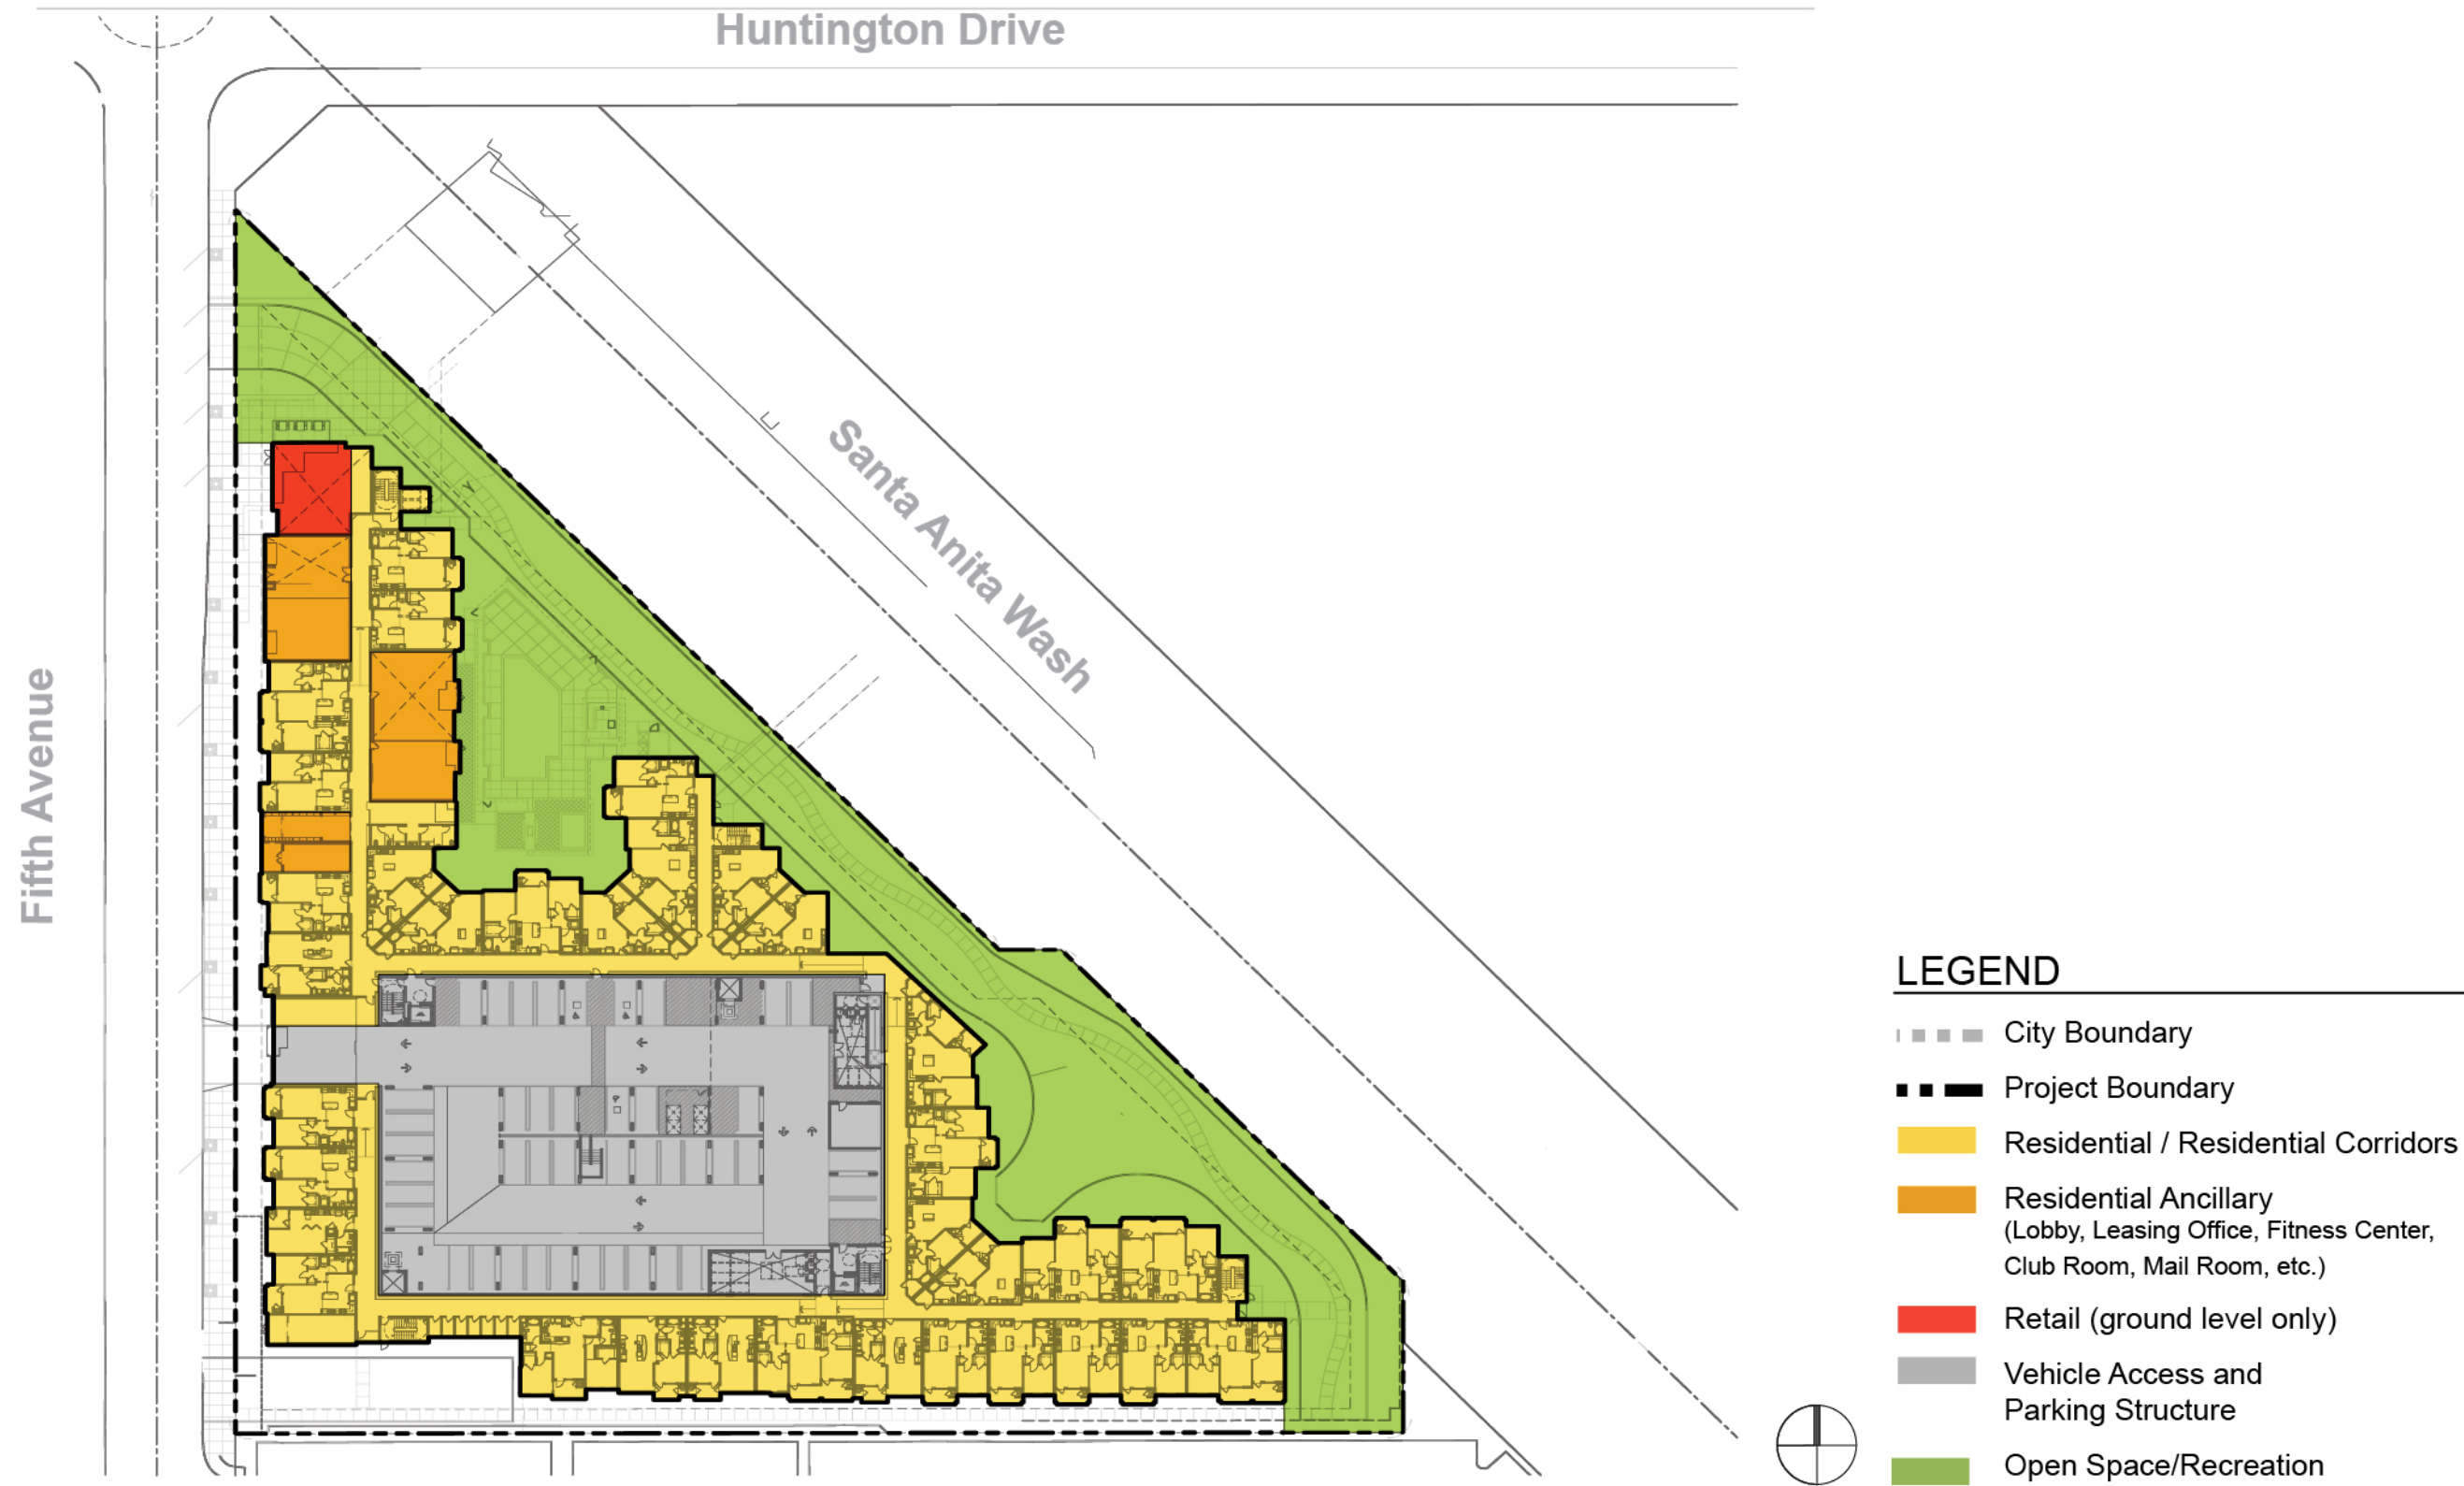 Huntington Drive
Santa Anita Wash
Fifth Avenue
LEGEND
City Boundary
Project Boundary
Residential / Residential Corridors
Residential Ancillary
(Lobby, Leasing Office, Fitness Center,
Club Room, Mail Room, etc.)
Retail (ground level only)
Vehicle Access and
Parking Structure
Open Space/Recreation